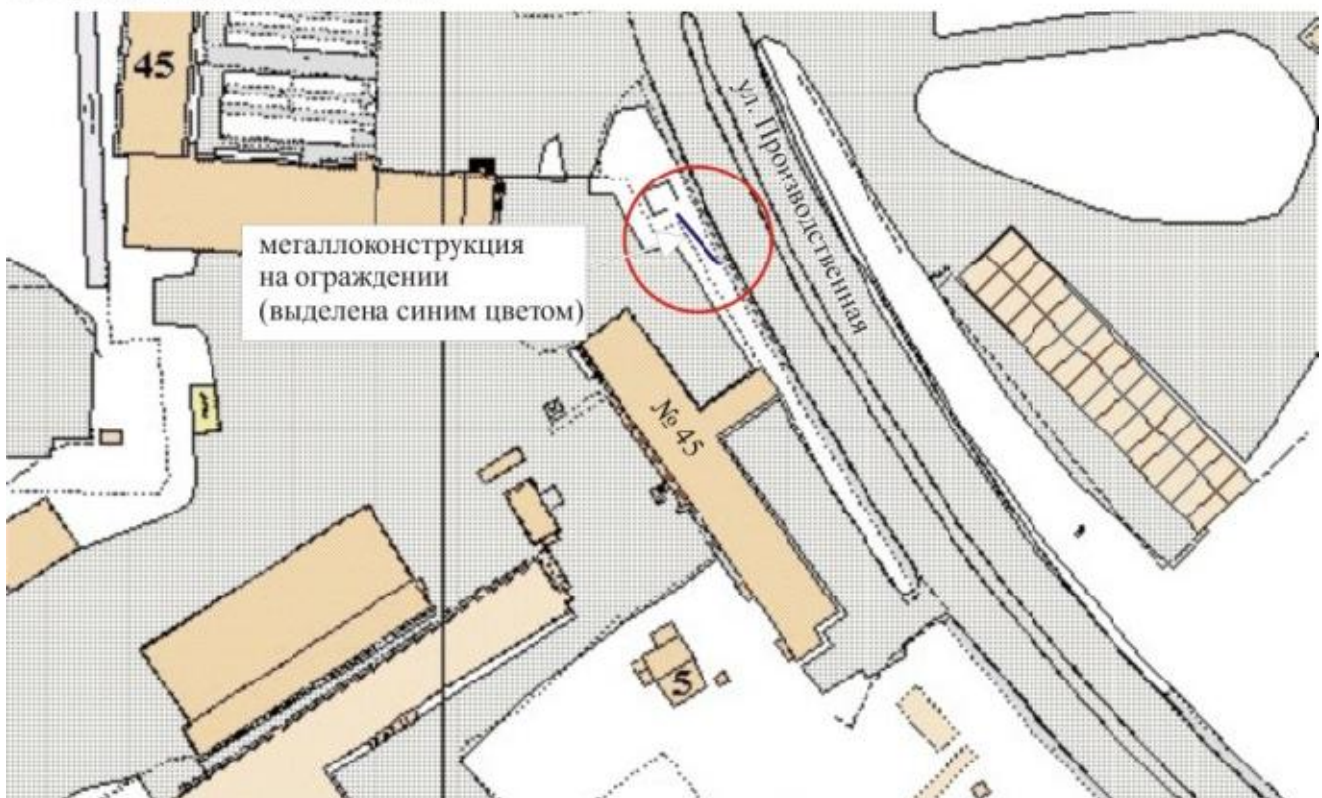 45
ул. Производственная
металлоконструкция
на ограждении
(выделена синим цветом)
№ 45
5